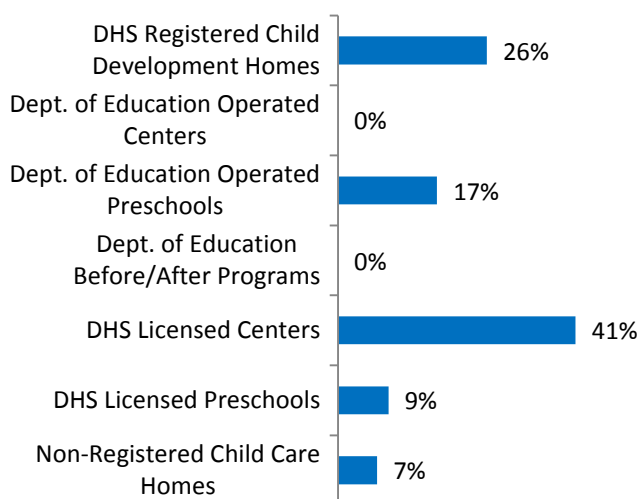 DHS Registered Child
Development Homes
26%
Dept. of Education Operated
Centers
0%
Dept. of Education Operated
Preschools
17%
Dept. of Education
Before/After Programs
0%
DHS Licensed Centers
41%
DHS Licensed Preschools
9%
Non-Registered Child Care
Homes
7%